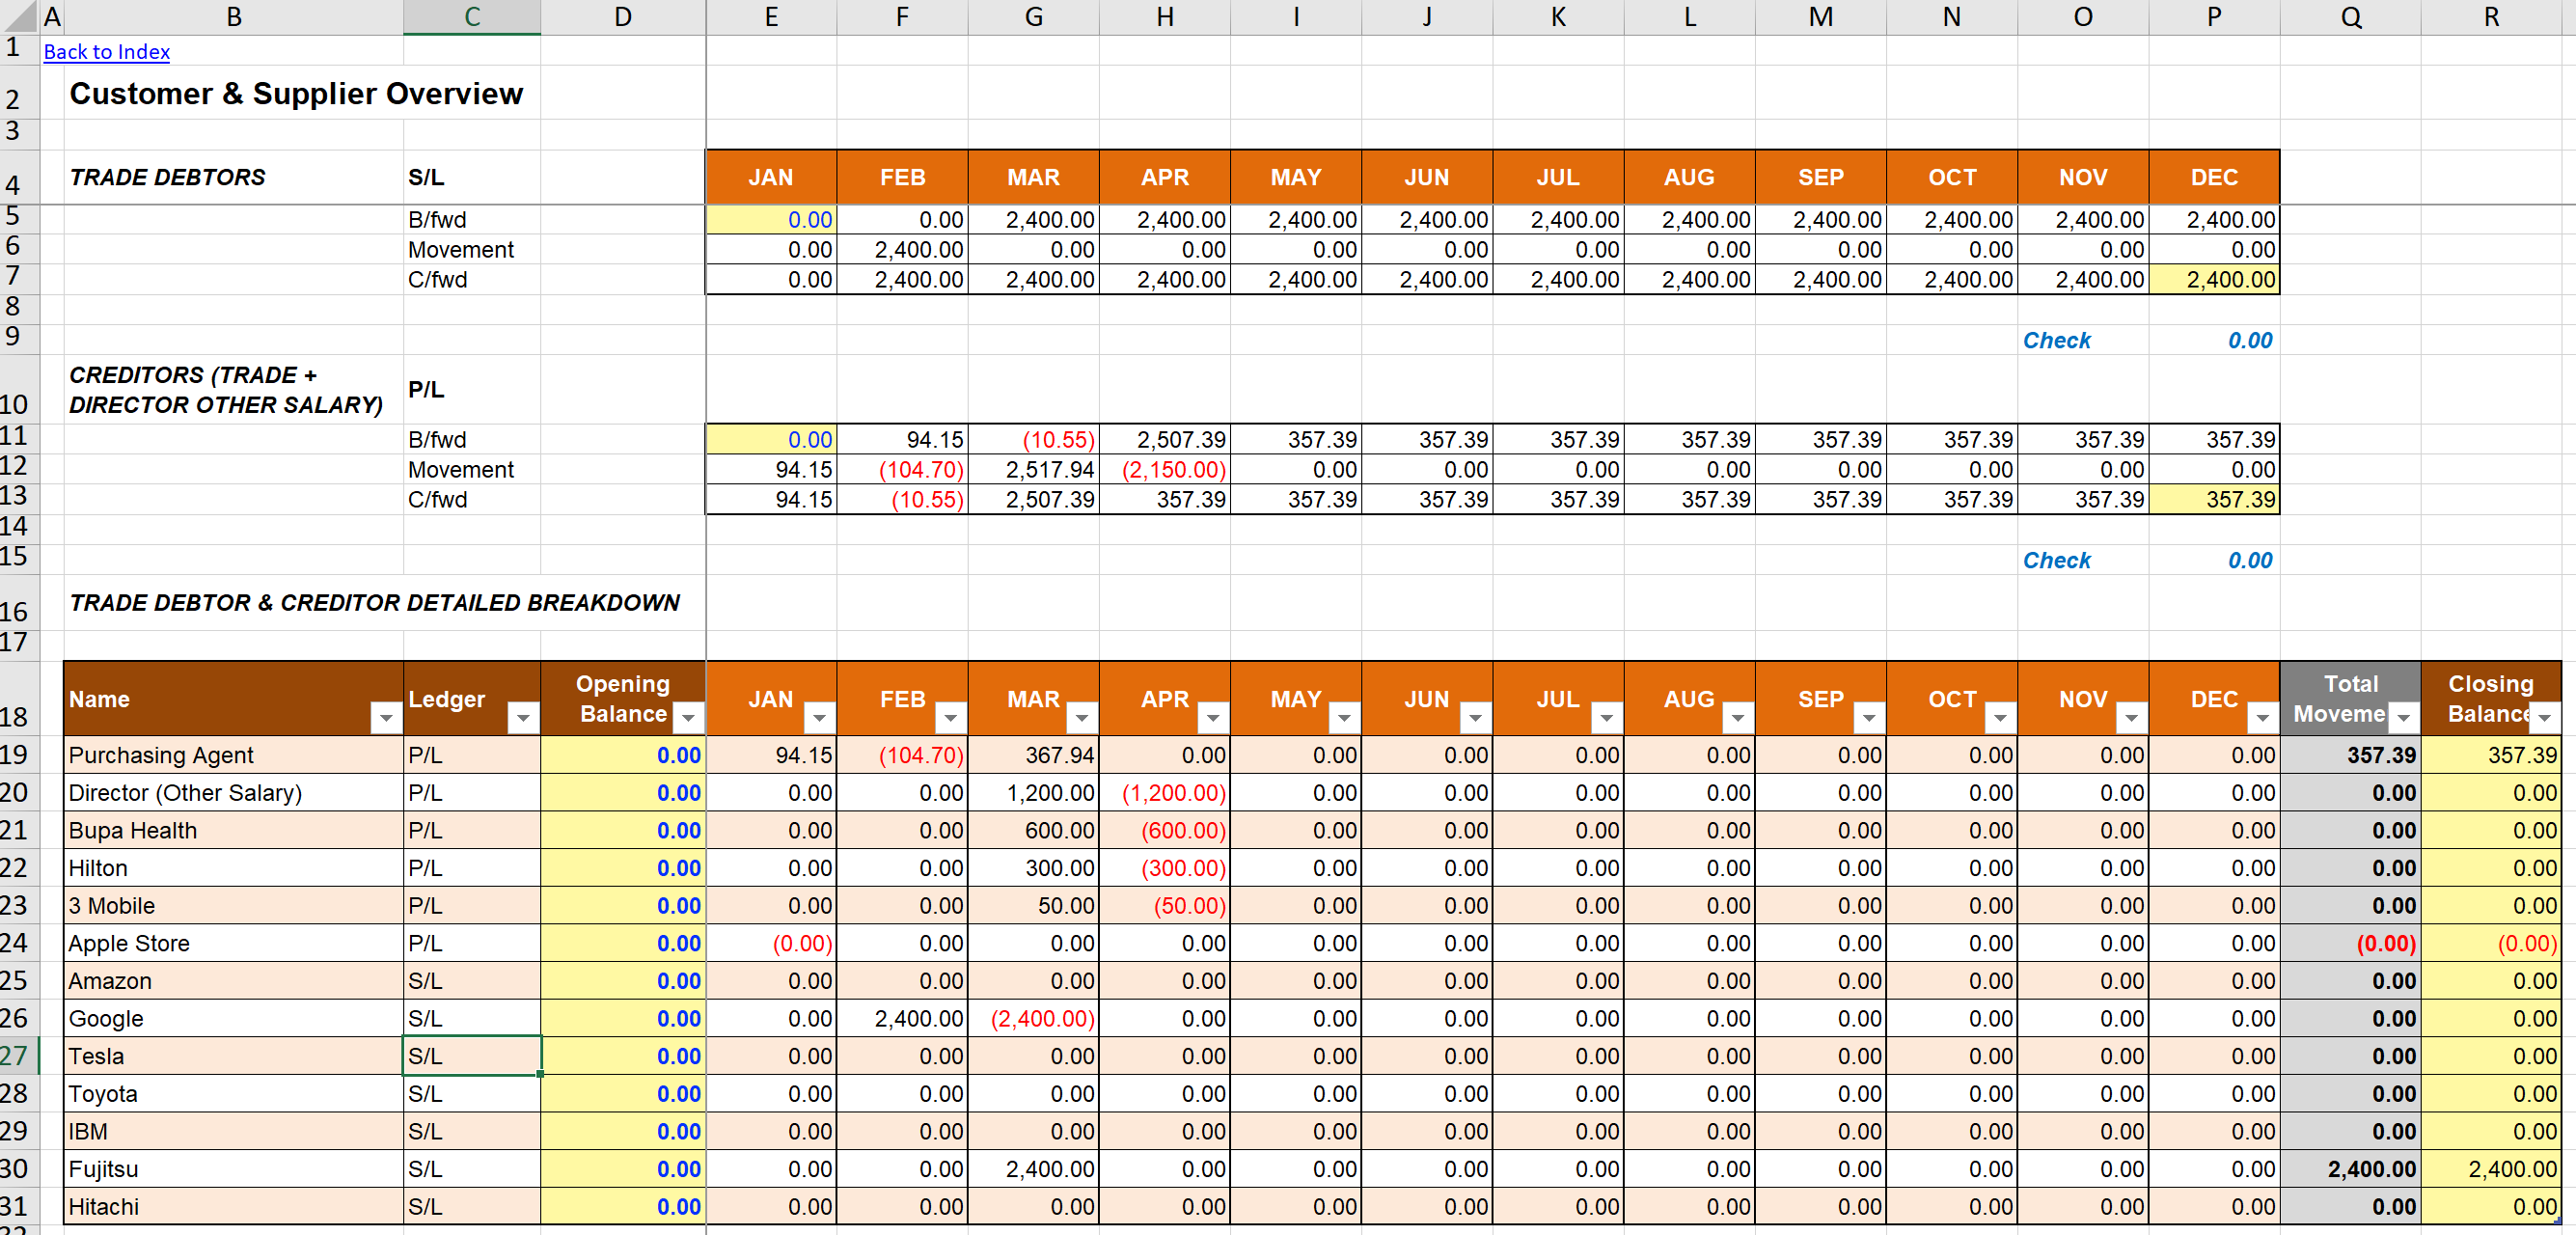 A B C D E F G H I J K L M N O P Q R
1 Back to Index
2 Customer & Supplier Overview
3
4 TRADE DEBTORS S/L JAN FEB MAR APR MAY JUN JUL AUG SEP OCT NOV DEC
5 B/fwd 0.00 0.00 2,400.00 2,400.00 2,400.00 2,400.00 2,400.00 2,400.00 2,400.00 2,400.00 2,400.00 2,400.00
6 Movement 0.00 2,400.00 0.00 0.00 0.00 0.00 0.00 0.00 0.00 0.00 0.00 0.00
7 C/fwd 0.00 2,400.00 2,400.00 2,400.00 2,400.00 2,400.00 2,400.00 2,400.00 2,400.00 2,400.00 2,400.00 2,400.00
8
9 Check 0.00
CREDITORS (TRADE +
10 DIRECTOR OTHER SALARY) P/L
11 B/fwd 0.00 94.15 (10.55) 2,507.39 357.39 357.39 357.39 357.39 357.39 357.39 357.39 357.39
12 Movement 94.15 (104.70) 2,517.94 (2,150.00) 0.00 0.00 0.00 0.00 0.00 0.00 0.00 0.00
13 C/fwd 94.15 (10.55) 2,507.39 357.39 357.39 357.39 357.39 357.39 357.39 357.39 357.39 357.39
14
15 Check 0.00
16 TRADE DEBTOR & CREDITOR DETAILED BREAKDOWN
17
Opening Total Closing
18 Name Ledger Balance JAN FEB MAR APR MAY JUN JUL AUG SEP OCT NOV DEC Moveme Balance
19 Purchasing Agent P/L 0.00 94.15 (104.70) 367.94 0.00 0.00 0.00 0.00 0.00 0.00 0.00 0.00 0.00 357.39 357.39
20 Director (Other Salary) P/L 0.00 0.00 0.00 1,200.00 (1,200.00) 0.00 0.00 0.00 0.00 0.00 0.00 0.00 0.00 0.00 0.00
21 Bupa Health P/L 0.00 0.00 0.00 600.00 (600.00) 0.00 0.00 0.00 0.00 0.00 0.00 0.00 0.00 0.00 0.00
22 Hilton P/L 0.00 0.00 0.00 300.00 (300.00) 0.00 0.00 0.00 0.00 0.00 0.00 0.00 0.00 0.00 0.00
23 3 Mobile P/L 0.00 0.00 0.00 50.00 (50.00) 0.00 0.00 0.00 0.00 0.00 0.00 0.00 0.00 0.00 0.00
24 Apple Store P/L 0.00 (0.00) 0.00 0.00 0.00 0.00 0.00 0.00 0.00 0.00 0.00 0.00 0.00 (0.00) (0.00)
25 Amazon S/L 0.00 0.00 0.00 0.00 0.00 0.00 0.00 0.00 0.00 0.00 0.00 0.00 0.00 0.00 0.00
26 Google S/L 0.00 0.00 2,400.00 (2,400.00) 0.00 0.00 0.00 0.00 0.00 0.00 0.00 0.00 0.00 0.00 0.00
27 Tesla S/L 0.00 0.00 0.00 0.00 0.00 0.00 0.00 0.00 0.00 0.00 0.00 0.00 0.00 0.00 0.00
28 Toyota S/L 0.00 0.00 0.00 0.00 0.00 0.00 0.00 0.00 0.00 0.00 0.00 0.00 0.00 0.00 0.00
29 IBM S/L 0.00 0.00 0.00 0.00 0.00 0.00 0.00 0.00 0.00 0.00 0.00 0.00 0.00 0.00 0.00
30 Fujitsu S/L 0.00 0.00 0.00 2,400.00 0.00 0.00 0.00 0.00 0.00 0.00 0.00 0.00 0.00 2,400.00 2,400.00
31 Hitachi S/L 0.00 0.00 0.00 0.00 0.00 0.00 0.00 0.00 0.00 0.00 0.00 0.00 0.00 0.00 0.00